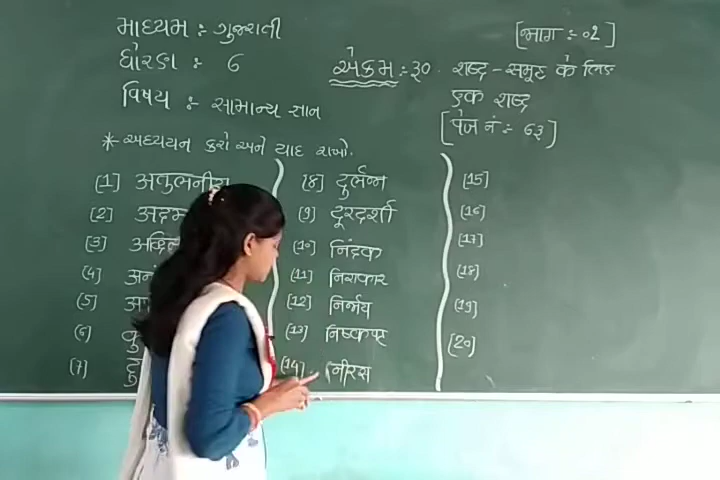 માધ્યમ :- ગુજરાતી
[ભાગ :- 02]
ધોરણ :- 6
એકમ :- ૩૦. शब्द - समूह के लिए
एक शब्द
વિષય :- સામાન્ય જ્ઞાન
[પેજ નં :- 63]
* અધ્યયન કરો અને યાદ રાખો.
[1] अतुलनीय
[2]
[3]
[4]
[5]
[6]
[7]
[8] दुर्लभ
[9] दूरदर्शी
[10] निंदक
[11] निराकार
[12] निर्भय
[13] निष्कपट
[14] नीरस
[15]
[16]
[17]
[18]
[19]
[20]